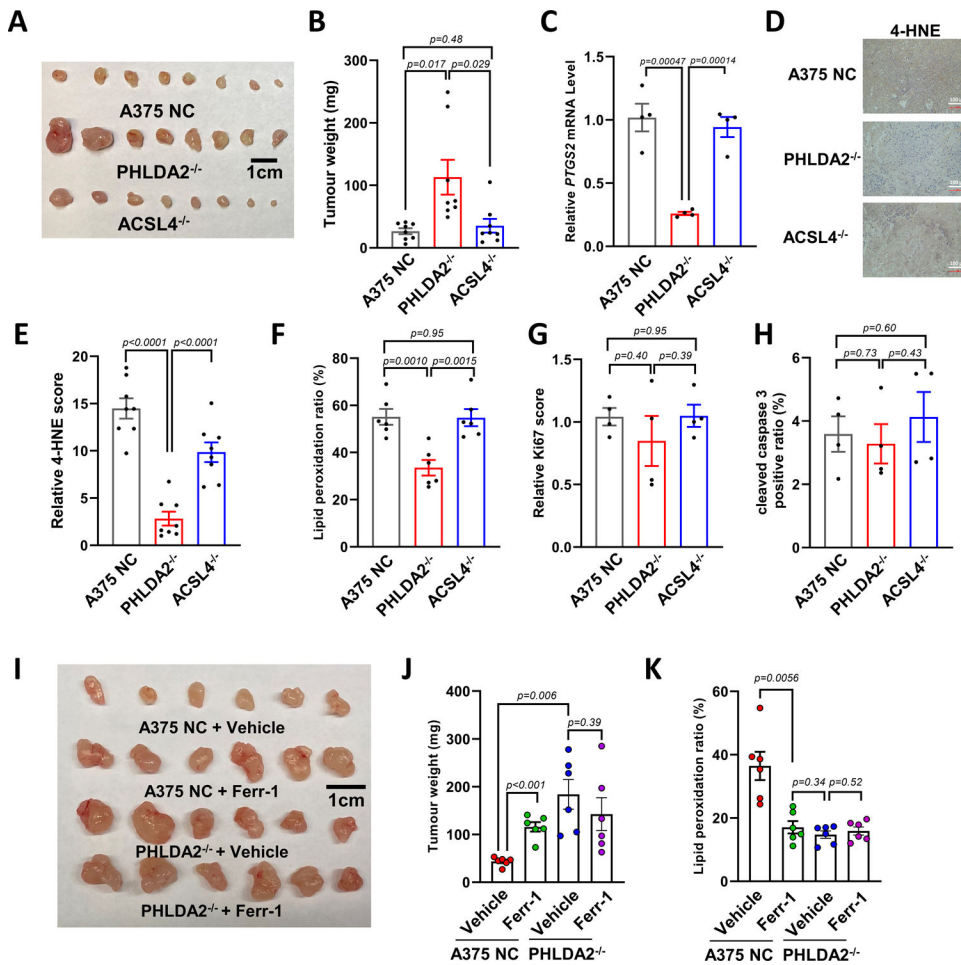 A
A375 NC
PHLDA2-/-
1cm
ACSL4-/-
B
Tumour weight (mg)
300
200
100
50
0
p=0.48
p=0.017
p=0.029
A375 NC
PHLDA2-/-
ACSL4-/-
C
Relative PTGS2 mRNA Level
1.5
1.0
0.5
0.0
p=0.00047
p=0.00014
A375 NC
PHLDA2-/-
ACSL4-/-
D
4-HNE
A375 NC
PHLDA2-/-
ACSL4-/-
E
Relative 4-HNE score
20
15
10
5
0
p<0.0001
p<0.0001
A375 NC
PHLDA2-/-
ACSL4-/-
F
Lipid peroxidation ratio (%)
80
60
40
20
0
p=0.95
p=0.0010
p=0.0015
A375 NC
PHLDA2-/-
ACSL4-/-
G
Relative Ki67 score
1.5
1.0
0.5
0.0
p=0.95
p=0.40
p=0.39
A375 NC
PHLDA2-/-
ACSL4-/-
H
cleaved caspase 3
positive ratio (%)
6
4
2
0
p=0.60
p=0.73
p=0.43
A375 NC
PHLDA2-/-
ACSL4-/-
I
A375 NC + Vehicle
A375 NC + Ferr-1
1cm
PHLDA2-/- + Vehicle
PHLDA2-/- + Ferr-1
J
Tumour weight (mg)
400
300
200
100
0
p=0.006
p=0.39
p<0.001
Vehicle
Ferr-1
Vehicle
Ferr-1
A375 NC
PHLDA2-/-
K
Lipid peroxidation ratio (%)
60
40
20
0
p=0.0056
p=0.34
p=0.52
Vehicle
Ferr-1
Vehicle
Ferr-1
A375 NC
PHLDA2-/-